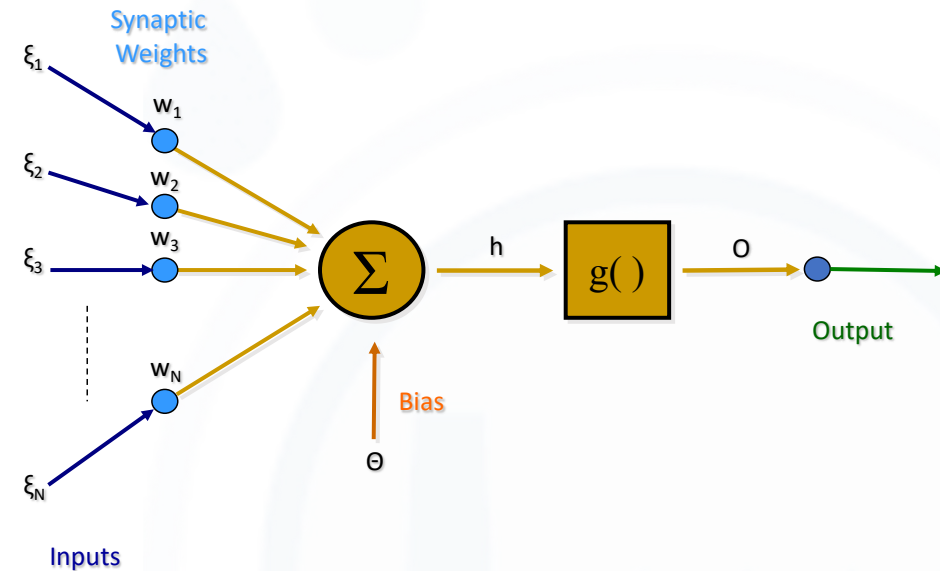 Synaptic
Weights
ξ1
w1
ξ2
w2
ξ3
w3
Σ
h
g( )
O
Output
wN
Bias
Θ
ξN
Inputs